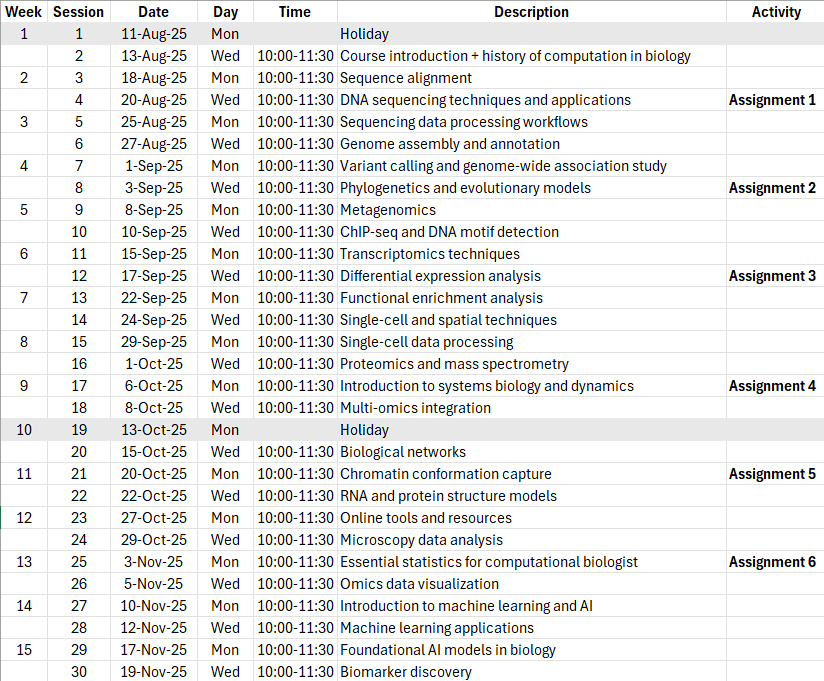 Week Session Date Day Time Description Activity
1 1 11-Aug-25 Mon Holiday
2 13-Aug-25 Wed 10:00-11:30 Course introduction + history of computation in biology
2 3 18-Aug-25 Mon 10:00-11:30 Sequence alignment
4 20-Aug-25 Wed 10:00-11:30 DNA sequencing techniques and applications Assignment 1
3 5 25-Aug-25 Mon 10:00-11:30 Sequencing data processing workflows
6 27-Aug-25 Wed 10:00-11:30 Genome assembly and annotation
4 7 1-Sep-25 Mon 10:00-11:30 Variant calling and genome-wide association study
8 3-Sep-25 Wed 10:00-11:30 Phylogenetics and evolutionary models Assignment 2
5 9 8-Sep-25 Mon 10:00-11:30 Metagenomics
10 10-Sep-25 Wed 10:00-11:30 ChIP-seq and DNA motif detection
6 11 15-Sep-25 Mon 10:00-11:30 Transcriptomics techniques
12 17-Sep-25 Wed 10:00-11:30 Differential expression analysis Assignment 3
7 13 22-Sep-25 Mon 10:00-11:30 Functional enrichment analysis
14 24-Sep-25 Wed 10:00-11:30 Single-cell and spatial techniques
8 15 29-Sep-25 Mon 10:00-11:30 Single-cell data processing
16 1-Oct-25 Wed 10:00-11:30 Proteomics and mass spectrometry
9 17 6-Oct-25 Mon 10:00-11:30 Introduction to systems biology and dynamics Assignment 4
18 8-Oct-25 Wed 10:00-11:30 Multi-omics integration
10 19 13-Oct-25 Mon Holiday
20 15-Oct-25 Wed 10:00-11:30 Biological networks
11 21 20-Oct-25 Mon 10:00-11:30 Chromatin conformation capture Assignment 5
22 22-Oct-25 Wed 10:00-11:30 RNA and protein structure models
12 23 27-Oct-25 Mon 10:00-11:30 Online tools and resources
24 29-Oct-25 Wed 10:00-11:30 Microscopy data analysis
13 25 3-Nov-25 Mon 10:00-11:30 Essential statistics for computational biologist Assignment 6
26 5-Nov-25 Wed 10:00-11:30 Omics data visualization
14 27 10-Nov-25 Mon 10:00-11:30 Introduction to machine learning and AI
28 12-Nov-25 Wed 10:00-11:30 Machine learning applications
15 29 17-Nov-25 Mon 10:00-11:30 Foundational AI models in biology
30 19-Nov-25 Wed 10:00-11:30 Biomarker discovery